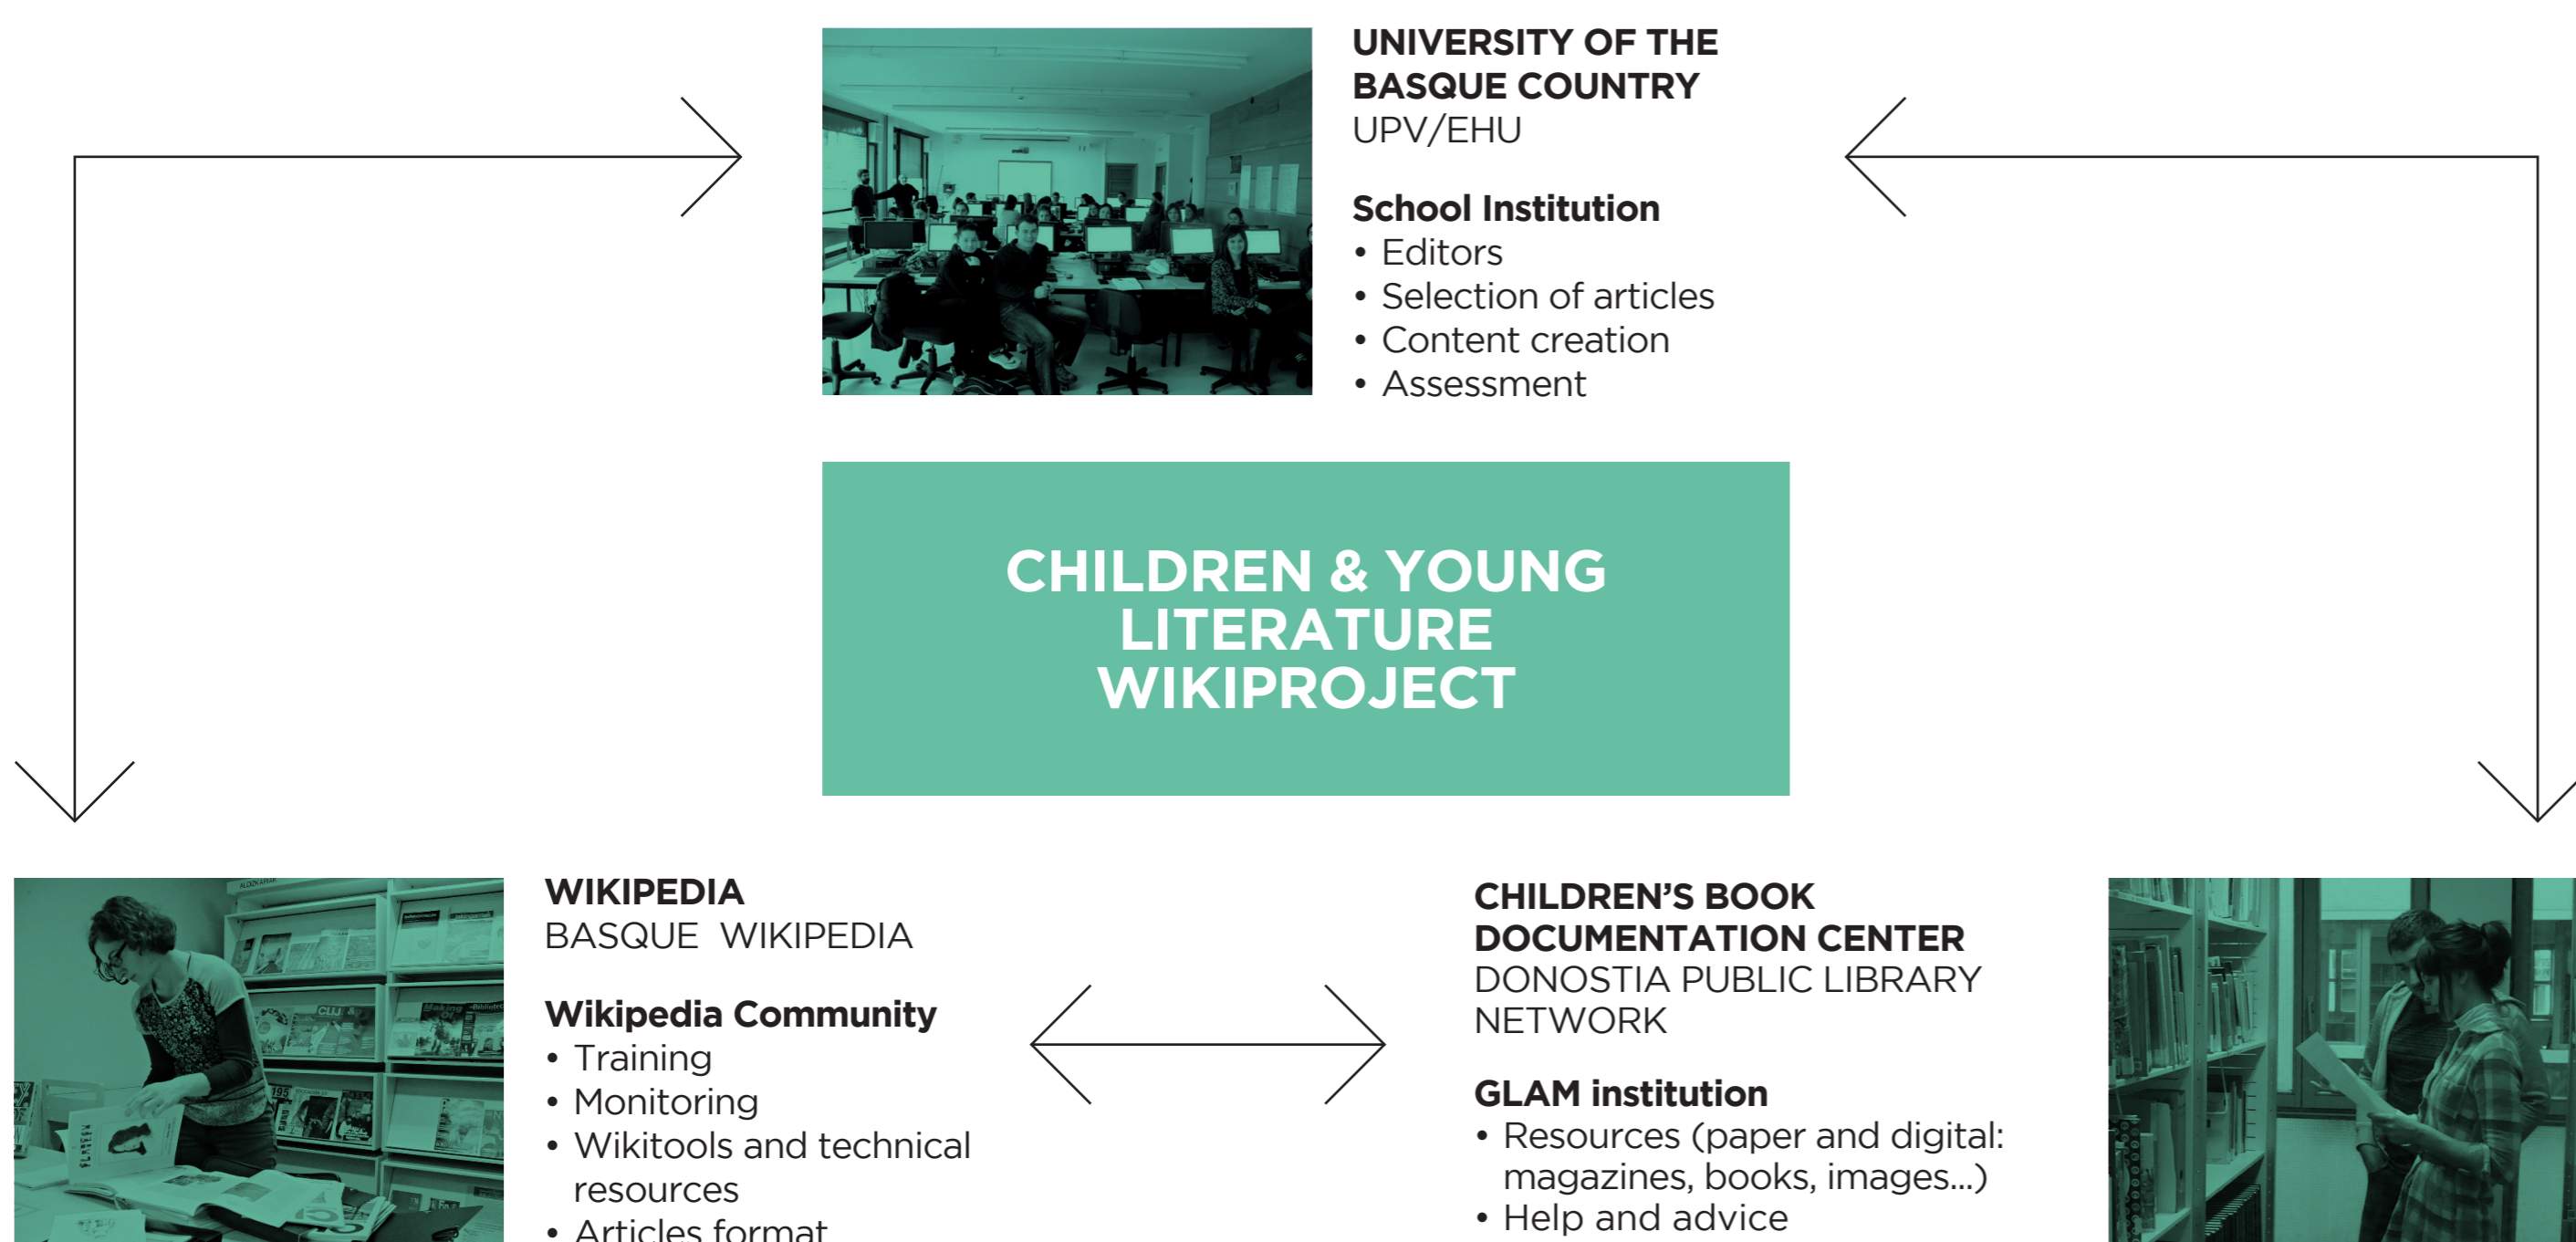 UNIVERSITY OF THE
BASQUE COUNTRY
UPV/EHU
School Institution
• Editors
• Selection of articles
• Content creation
• Assessment
CHILDREN & YOUNG
LITERATURE
WIKIPROJECT
WIKIPEDIA
BASQUE WIKIPEDIA
Wikipedia Community
• Training
• Monitoring
• Wikitools and technical
resources
• Articles format
CHILDREN’S BOOK
DOCUMENTATION CENTER
DONOSTIA PUBLIC LIBRARY
NETWORK
GLAM institution
• Resources (paper and digital:
magazines, books, images...)
• Help and advice